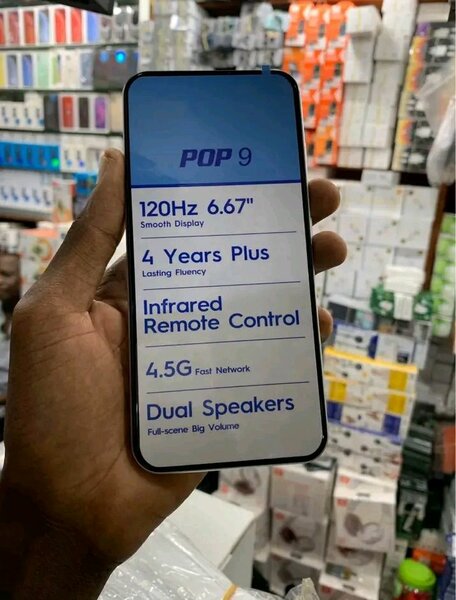 POP 9
120Hz 6.67"
Smooth Display
4 Years Plus
Lasting Fluency
Infrared
Remote Control
4.5G Fast Network
Dual Speakers
Full-scene Big Volume